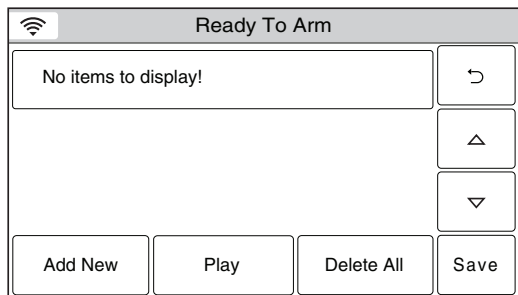 Ready To Arm
No items to display!
Add New
Play
Delete All
Save